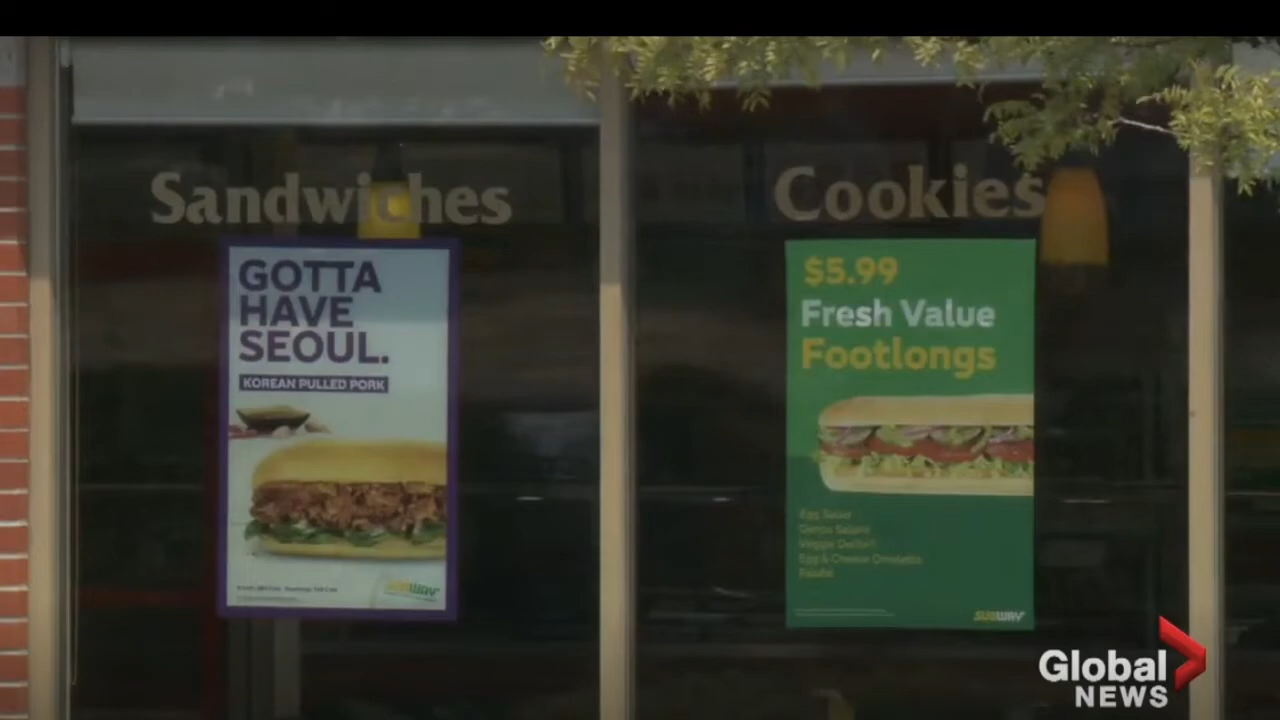 Sandwiches
GOTTA
HAVE
SEOUL.
KOREAN PULLED PORK
SUBWAY
Cookies
$5.99
Fresh Value
Footlongs
Egg Salad
Veggie Delite
Egg & Cheese Omelette
Falafel
SUBWAY
Global
NEWS